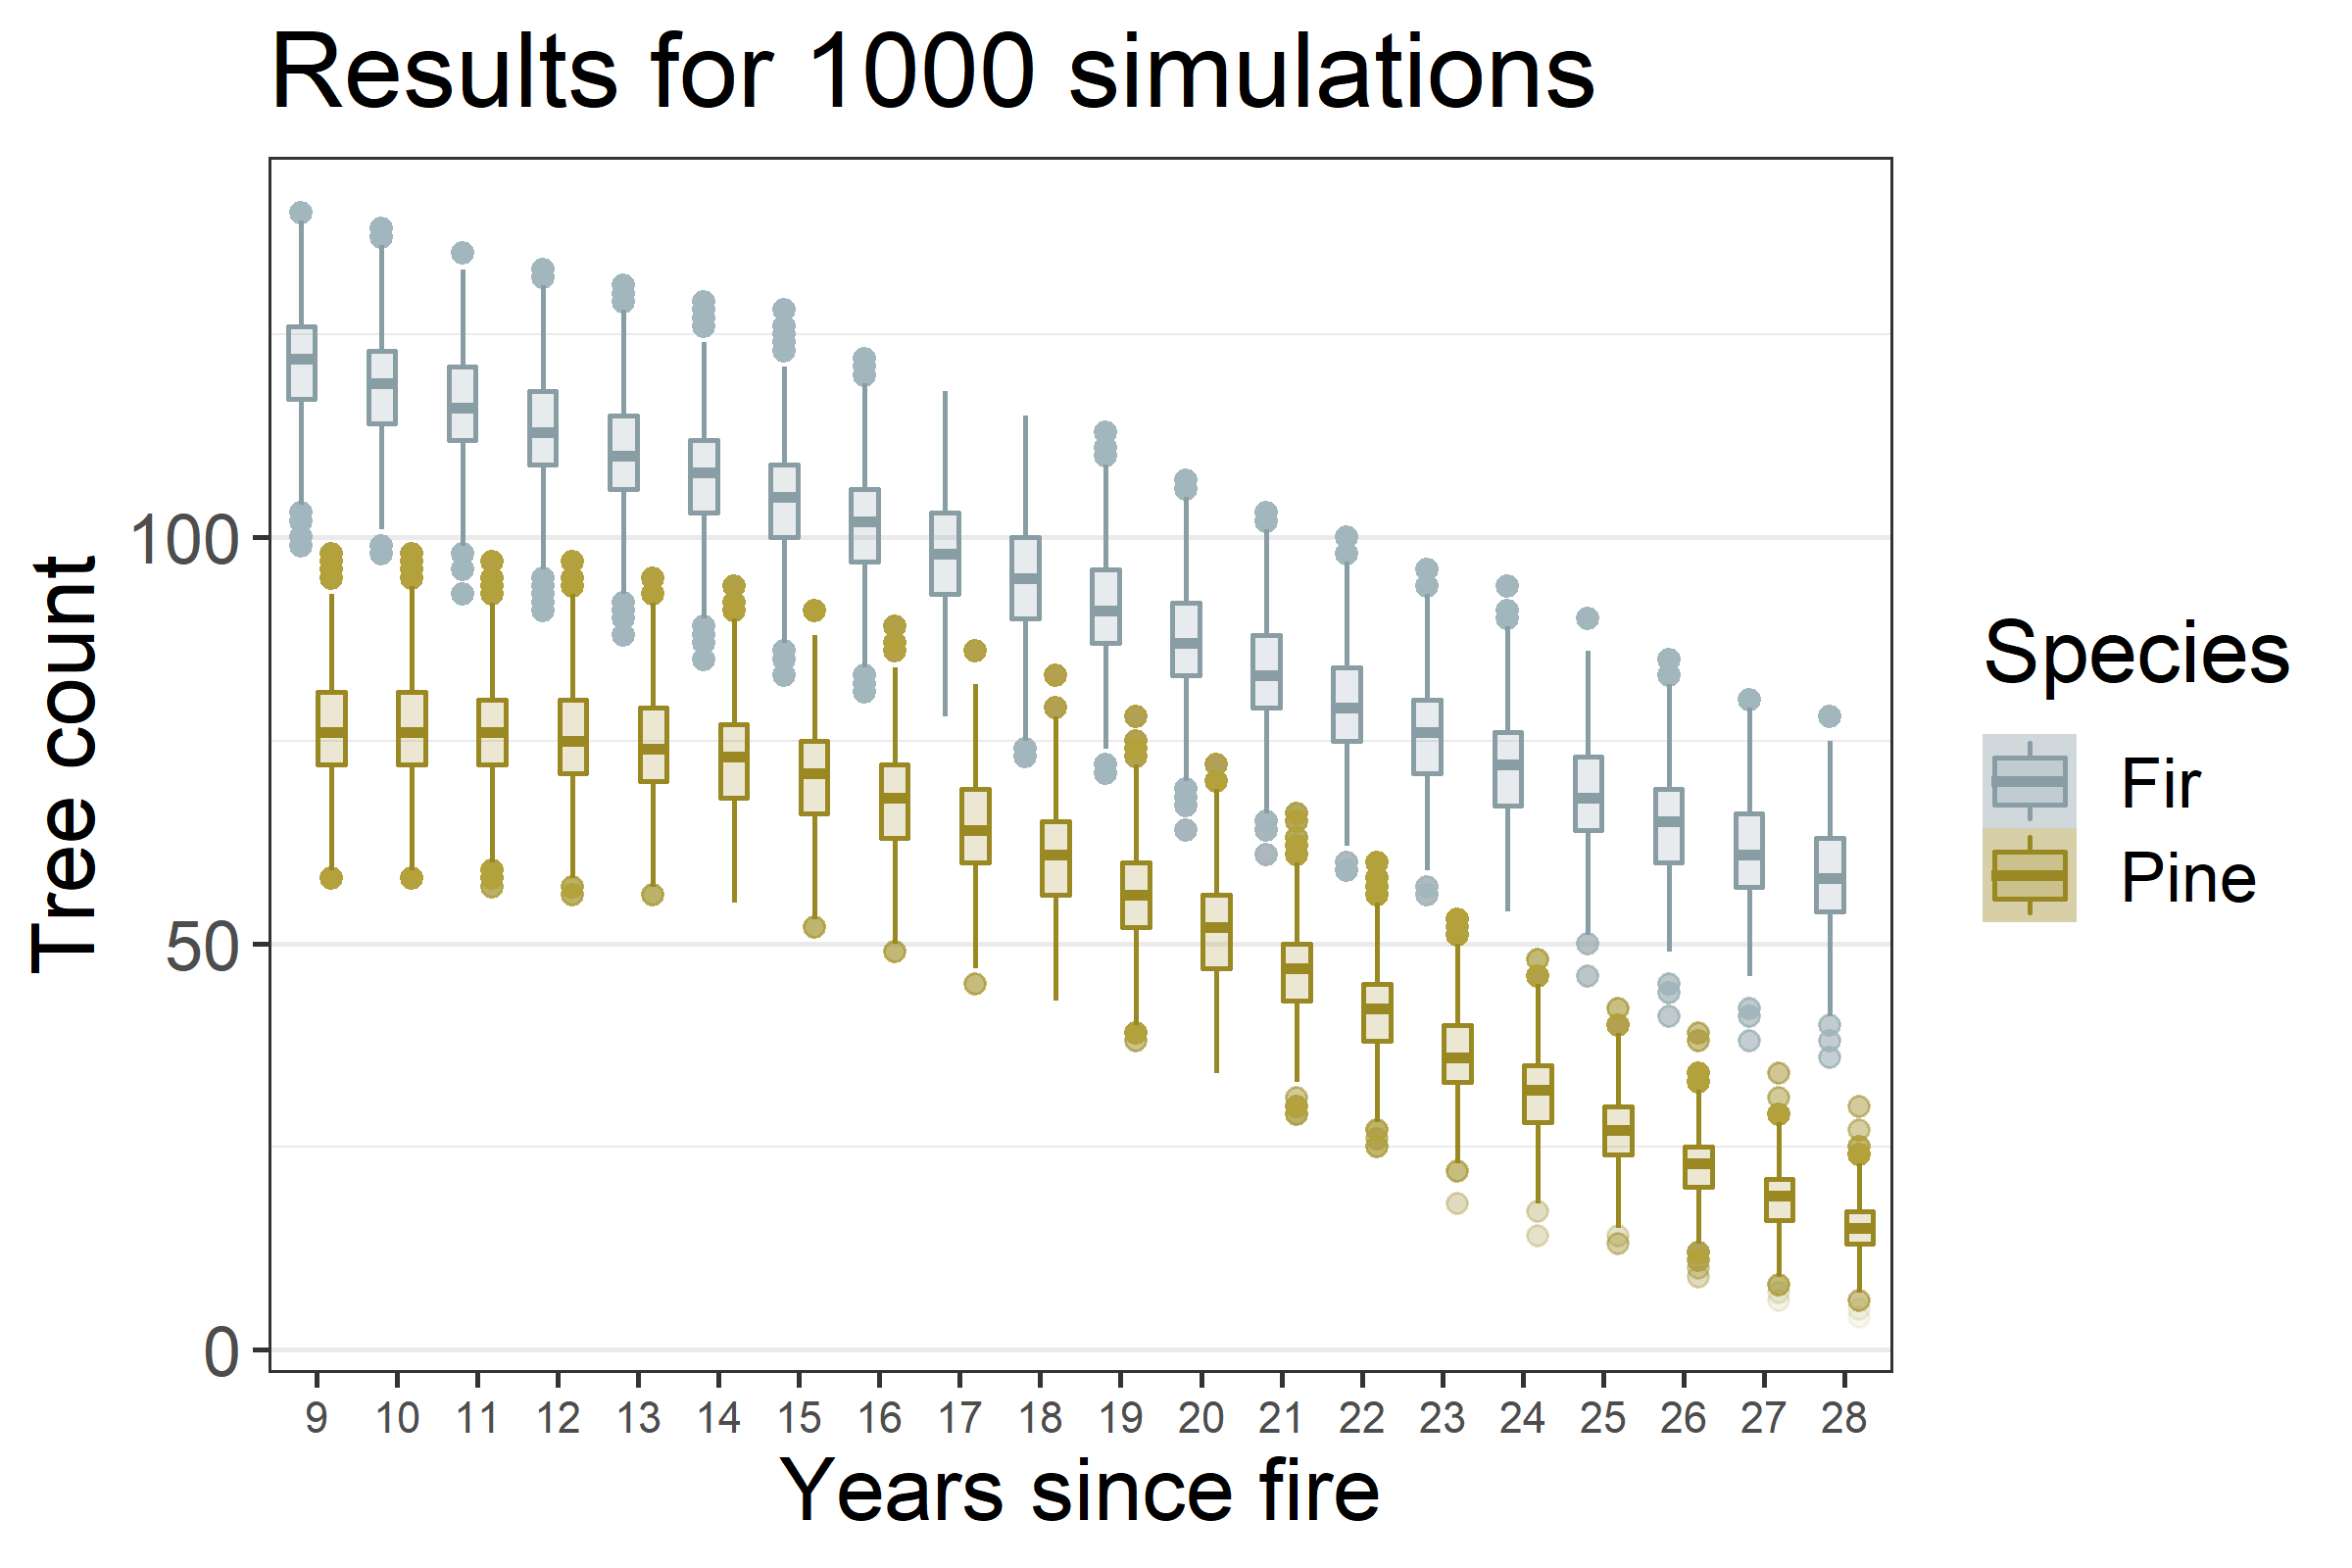 Results for 1000 simulations
Tree count
100
50
0
9 10 11 12 13 14 15 16 17 18 19 20 21 22 23 24 25 26 27 28
Years since fire
Species
Fir
Pine